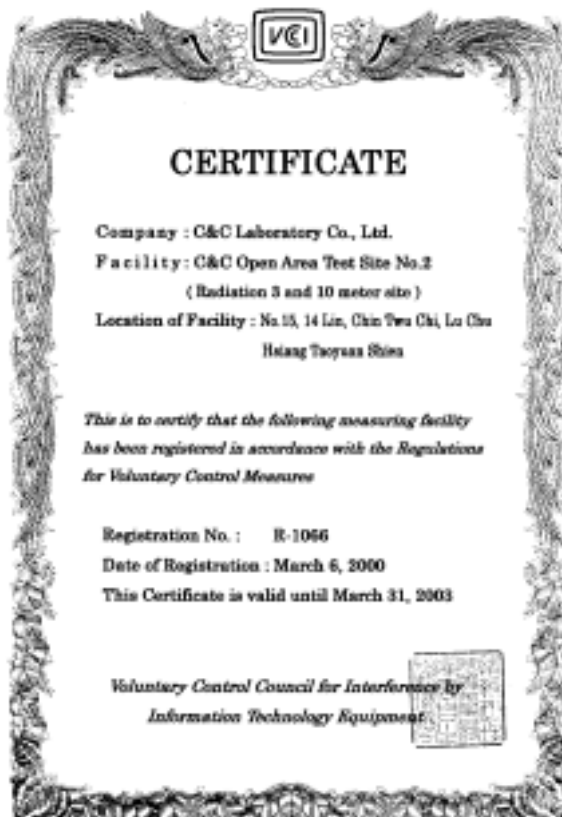 VCCI
CERTIFICATE
Company : C&C Laboratory Co., Ltd.
Facility : C&C Open Area Test Site No.2
( Radiation 3 and 10 meter site )
Location of Facility : No.15, 14 Lin, Chin Twu Chi, Lu Chu
Hsiang Taoyuan Shien
This is to certify that the following measuring facility
has been registered in accordance with the Regulations
for Voluntary Control Measures
Registration No. : R-1066
Date of Registration : March 6, 2000
This Certificate is valid until March 31, 2003
Voluntary Control Council for Interference by
Information Technology Equipment